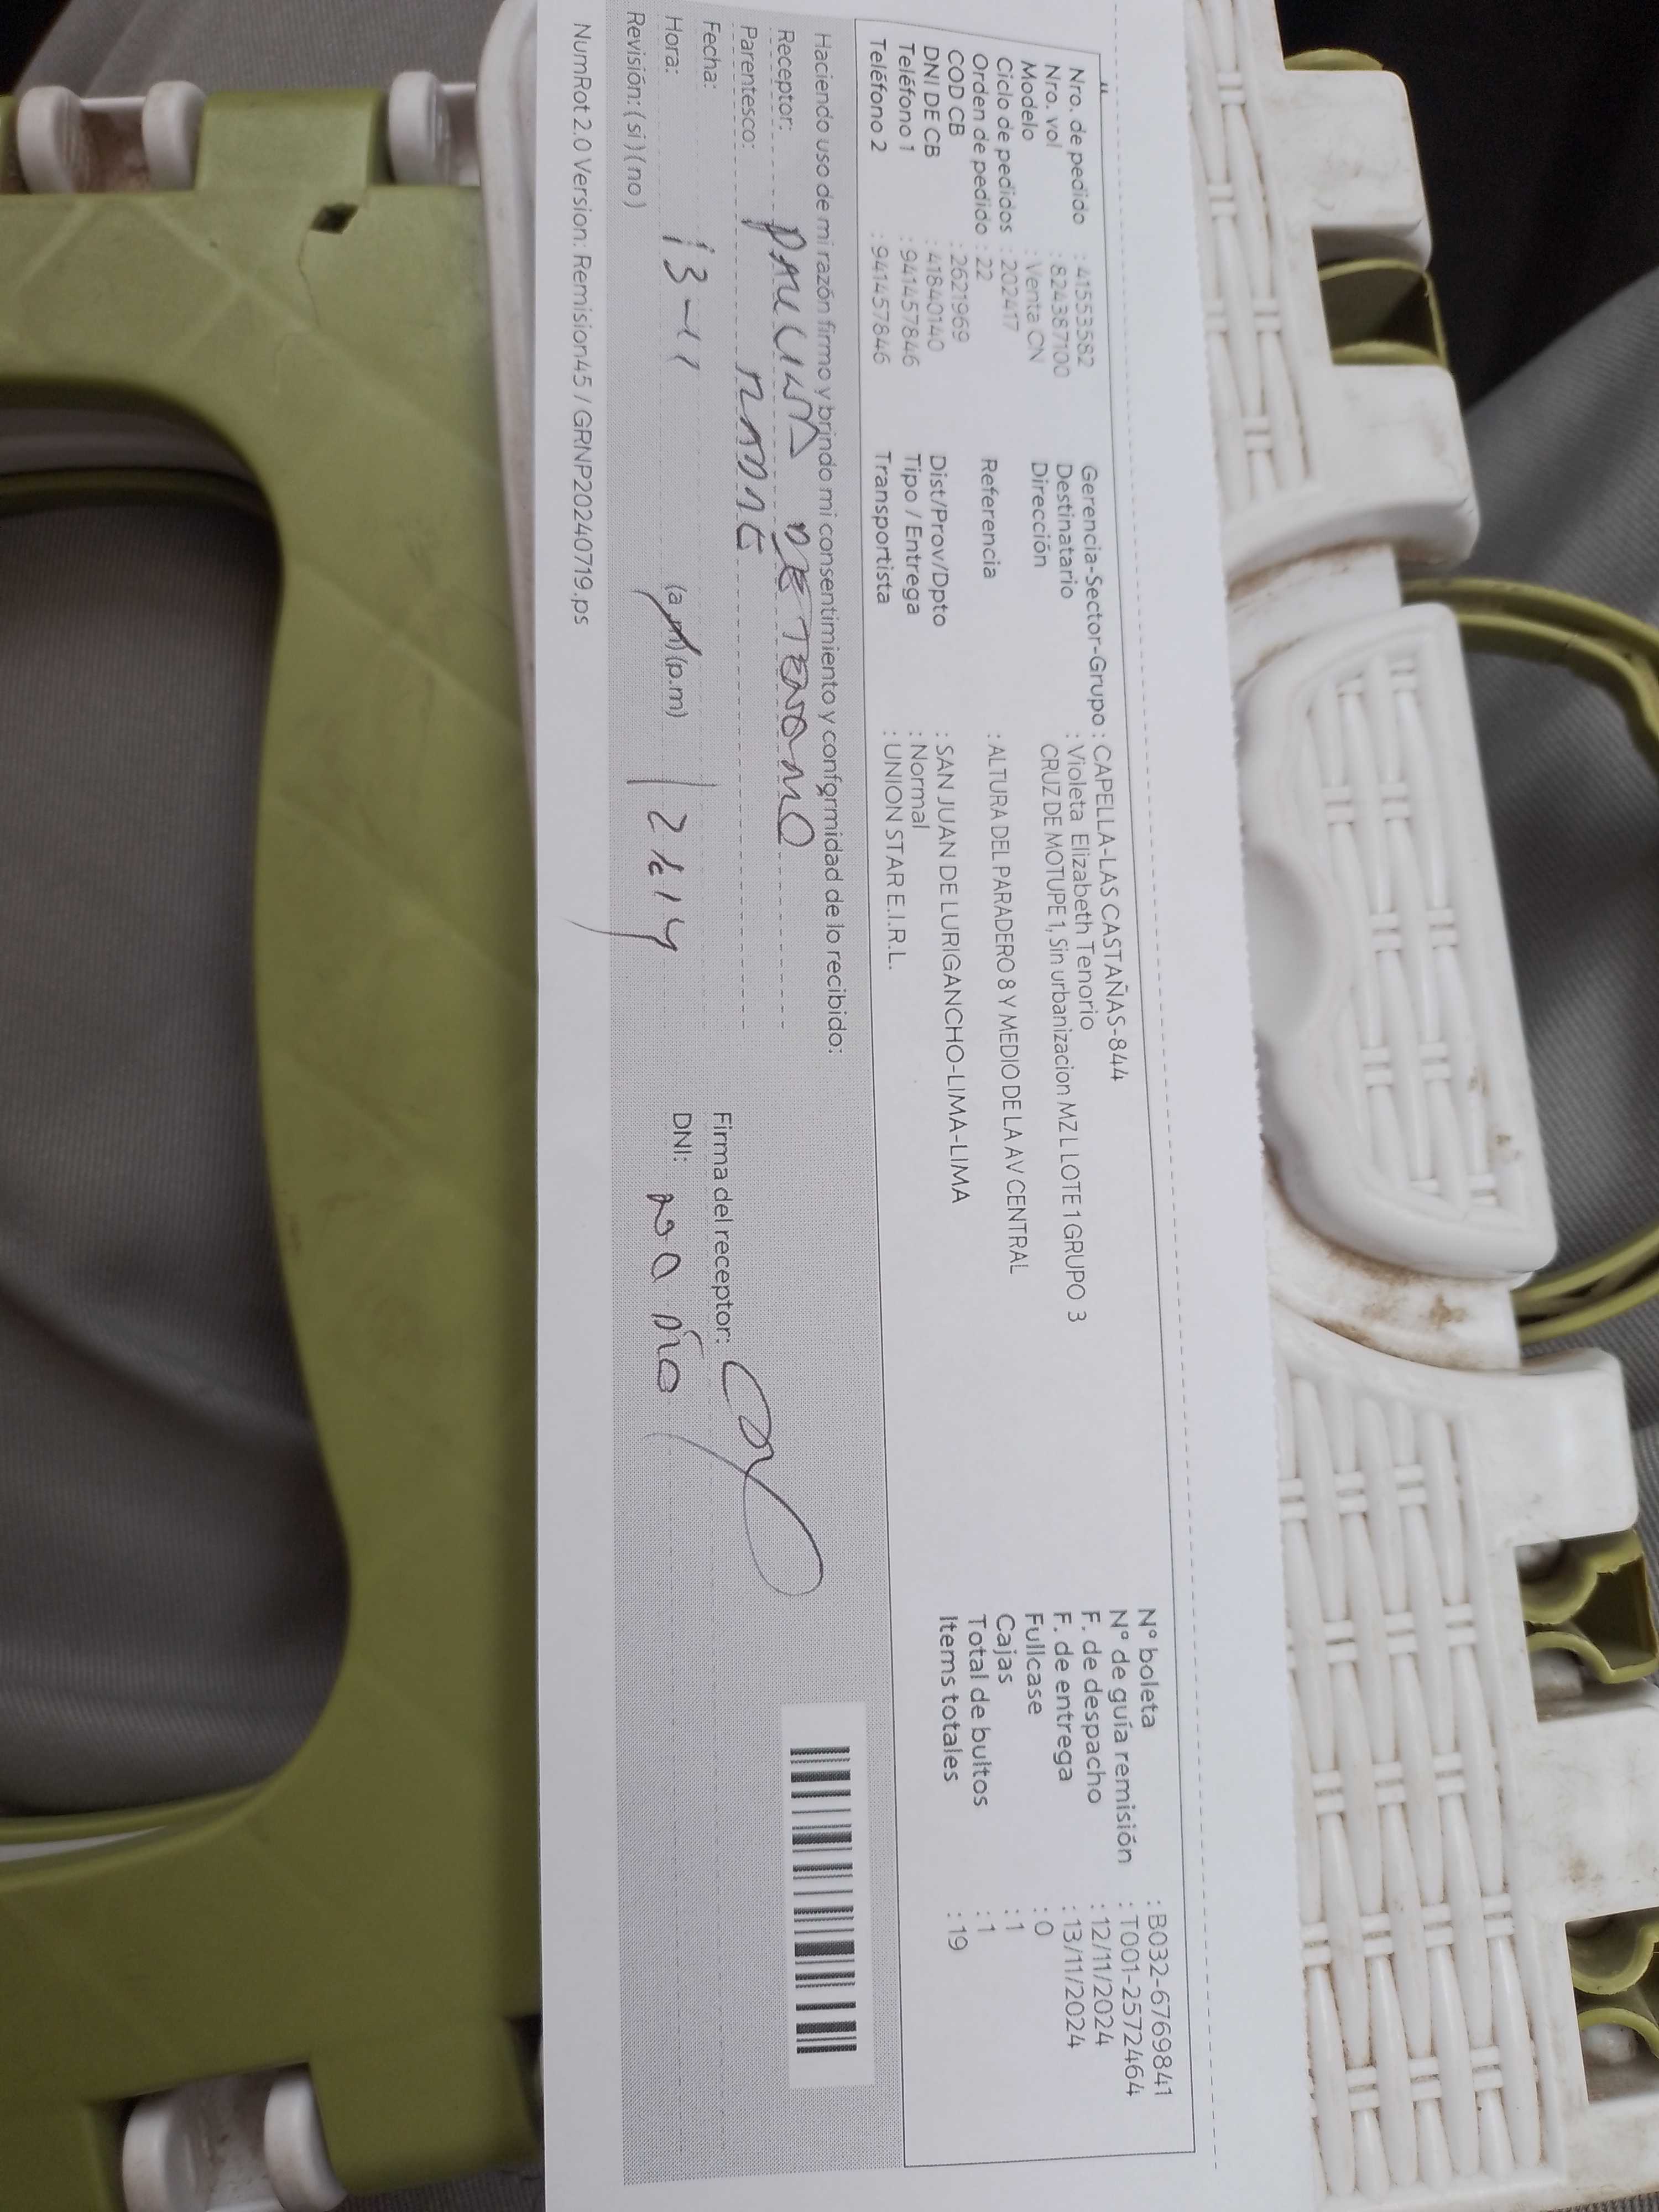 Nro. de pedido : 41553582
Nro. vol : 824387100
Modelo : Venta CN
Ciclo de pedidos : 202417
Orden de pedido : 22
COD CB : 2621969
DNI DE CB : 41840140
Teléfono 1 : 941457846
Teléfono 2 : 941457846
Gerencia-Sector-Grupo : CAPELLA-LAS CASTAÑAS-844
Destinatario : Violeta Elizabeth Tenorio
Dirección CRUZ DE MOTUPE 1, Sin urbanizacion MZ L LOTE 1 GRUPO 3
Referencia : ALTURA DEL PARADERO 8 Y MEDIO DE LA AV CENTRAL
Dist/Prov/Dpto : SAN JUAN DE LURIGANCHO-LIMA-LIMA
Tipo / Entrega : Normal
Transportista : UNION STAR E.I.R.L.
Nº boleta : B032-6769841
Nº de guía remisión : T001-2572464
F. de despacho : 12/11/2024
F. de entrega : 13/11/2024
Fullcase : 0
Cajas : 1
Total de bultos : 1
Items totales : 19
Haciendo uso de mi razón firmo y brindo mi consentimiento y conformidad de lo recibido:
Receptor:
Parentesco:
Fecha: 13-11
Hora: (a.m) (p.m)
Revisión: (si) (no)
Firma del receptor:
DNI:
NumRot 2.0 Version: Remision45 / GRNP20240719.ps